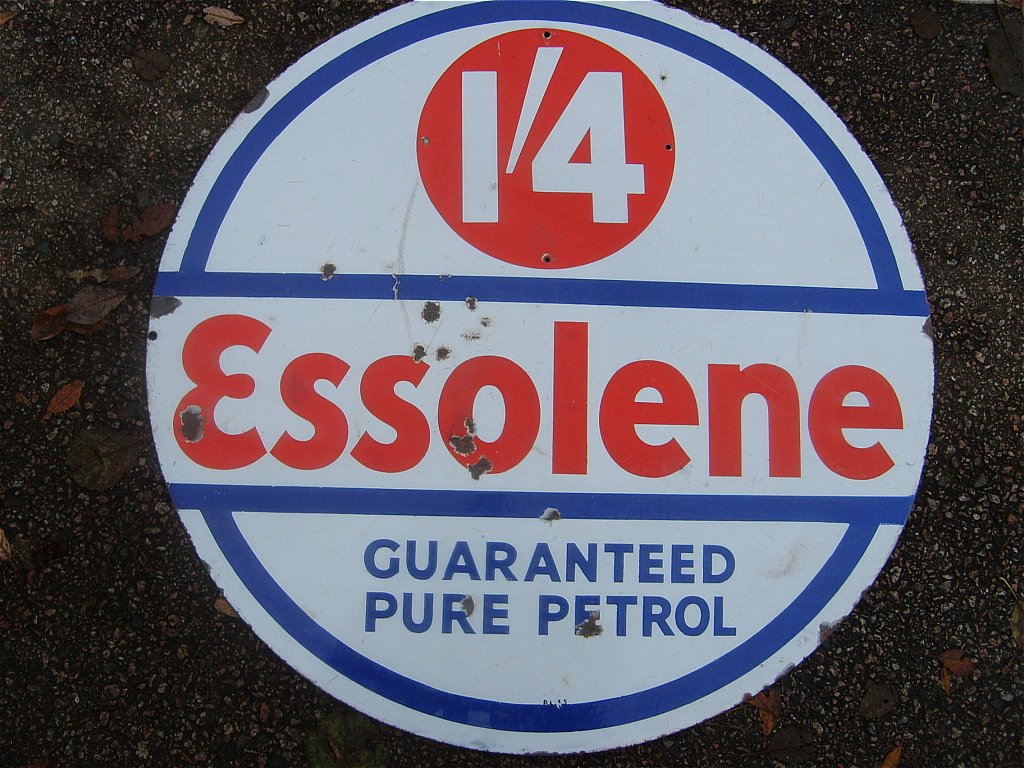 1/4
Essolene
GUARANTEED
PURE PETROL